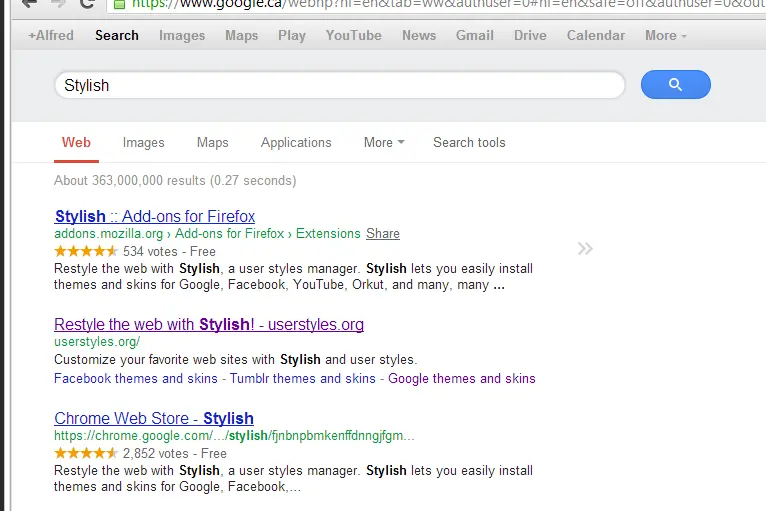 https://www.google.ca/webhp?hl=en&tab=ww&authuser=0#hl=en&safe=off&authuser=0&out
+Alfred Search Images Maps Play YouTube News Gmail Drive Calendar More
Stylish
Web Images Maps Applications More Search tools
About 363,000,000 results (0.27 seconds)
Stylish :: Add-ons for Firefox
addons.mozilla.org › Add-ons for Firefox › Extensions Share
534 votes - Free
Restyle the web with Stylish, a user styles manager. Stylish lets you easily install
themes and skins for Google, Facebook, YouTube, Orkut, and many, many ...
Restyle the web with Stylish! - userstyles.org
userstyles.org/
Customize your favorite web sites with Stylish and user styles.
Facebook themes and skins - Tumblr themes and skins - Google themes and skins
Chrome Web Store - Stylish
https://chrome.google.com/.../stylish/fjnbnpbmkenffdnngjfgm...
2,852 votes - Free
Restyle the web with Stylish, a user styles manager. Stylish lets you easily install
themes and skins for Google, Facebook,...